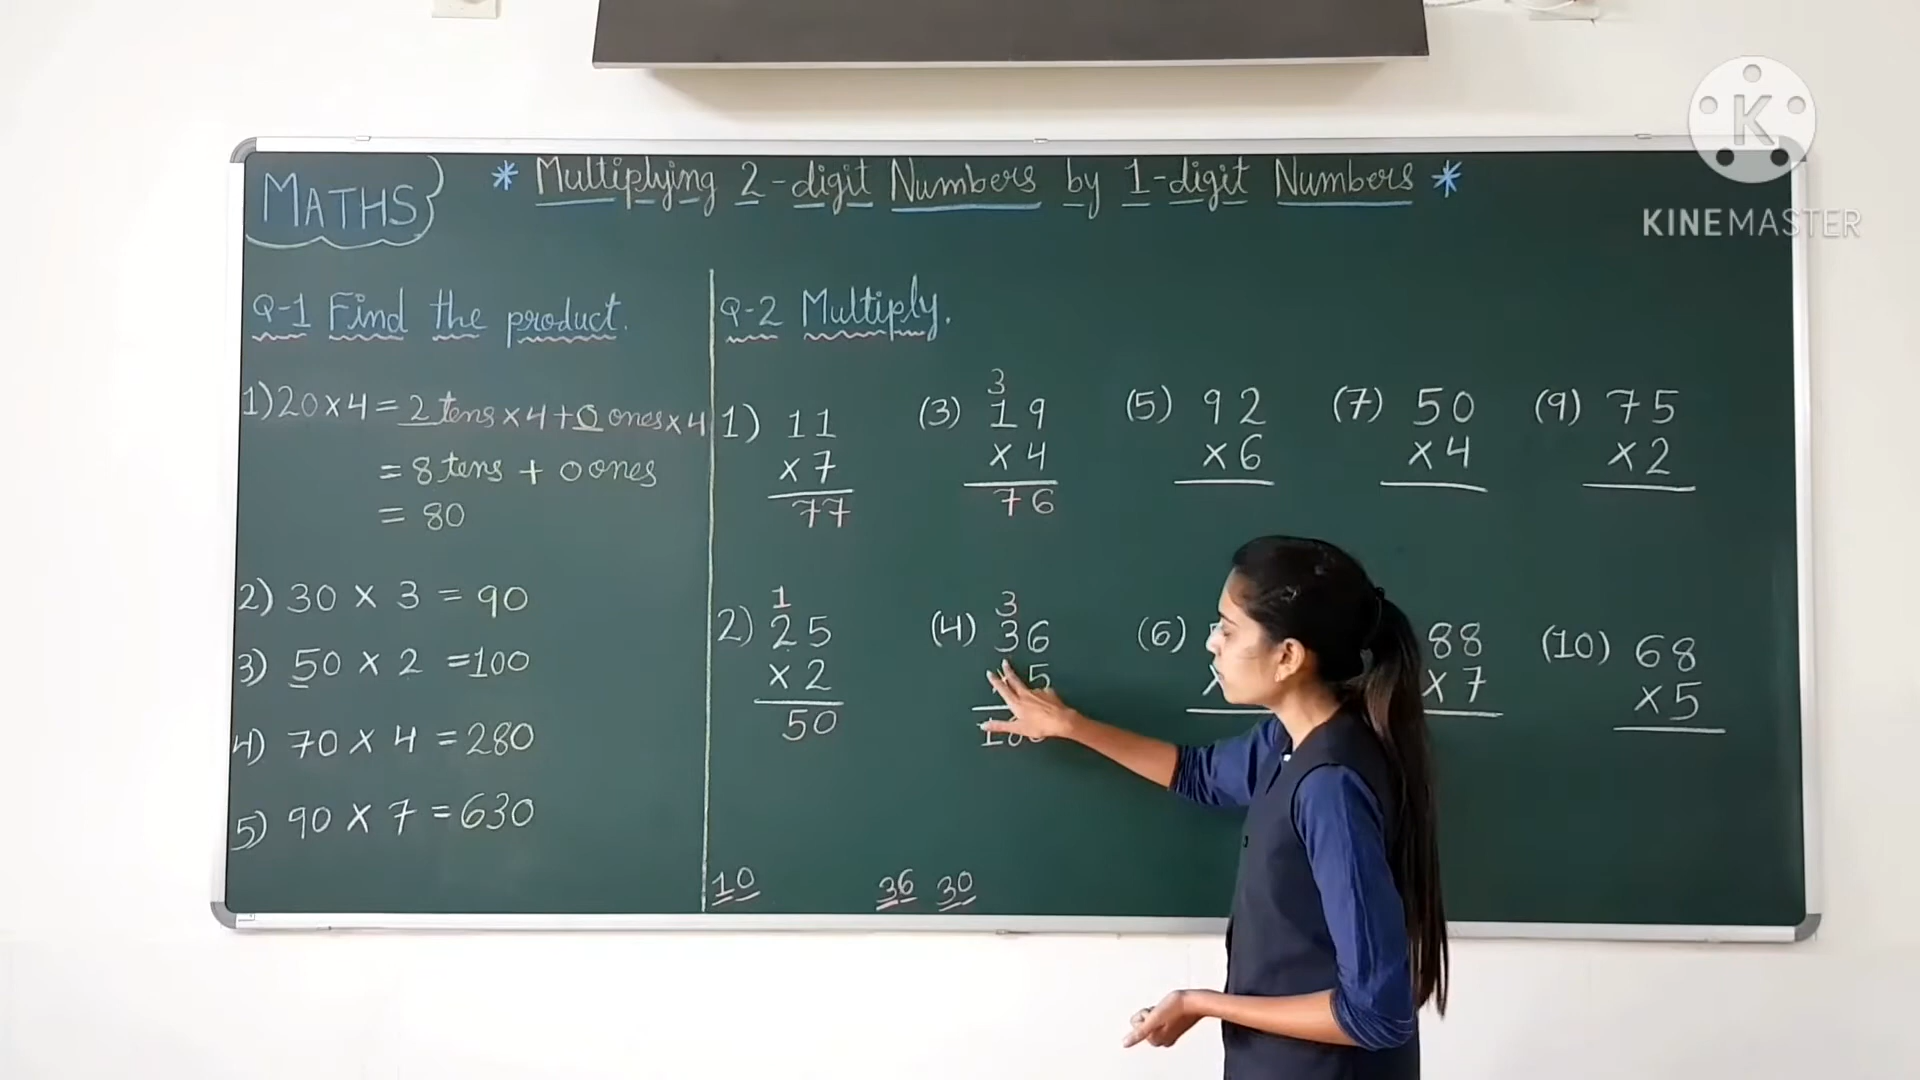 MATHS
* Multiplying 2-digit Numbers by 1-digit Numbers *
Q-1 Find the product.
1) 20 x 4 = 2 tens x 4 + 0 ones x 4
= 8 tens + 0 ones
= 80
2) 30 x 3 = 90
3) 50 x 2 = 100
4) 70 x 4 = 280
5) 90 x 7 = 630
Q-2 Multiply.
1) 11
x 7
77
1
2) 25
x 2
50
3
(3) 19
x 4
76
3
(4) 36
5
(5) 92
x 6
(6)
(7) 50
x 4
88
x 7
(9) 75
x 2
(10) 68
x 5
10
36 30
K
KINEMASTER